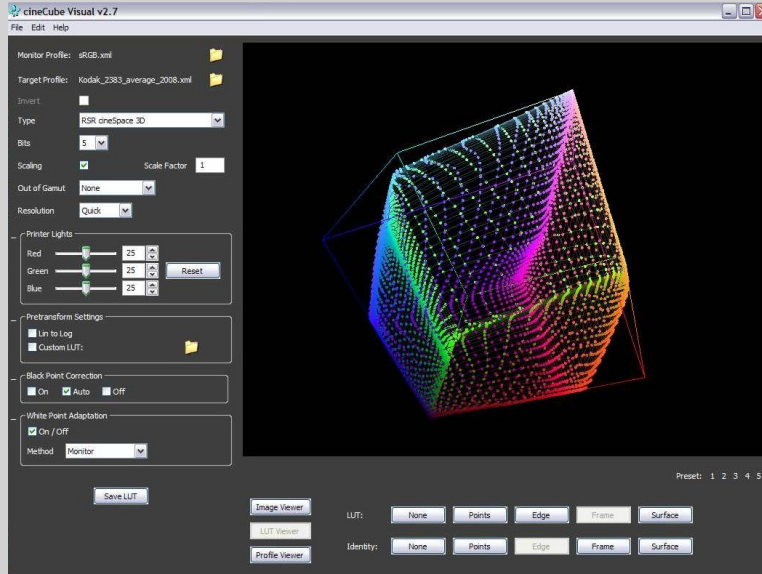 cineCube Visual v2.7
File Edit Help
Monitor Profile: sRGB.xml
Target Profile: Kodak_2383_average_2008.xml
Invert
Type RSR cineSpace 3D
Bits 5
Scaling Scale Factor 1
Out of Gamut None
Resolution Quick
Printer Lights
Red 25
Green 25 Reset
Blue 25
Pretransform Settings
Lin to Log
Custom LUT:
Black Point Correction
On Auto Off
White Point Adaptation
On / Off
Method Monitor
Save LUT
Preset: 1 2 3 4 5
Image Viewer
LUT: None Points Edge Frame Surface
LUT Viewer
Identity: None Points Edge Frame Surface
Profile Viewer